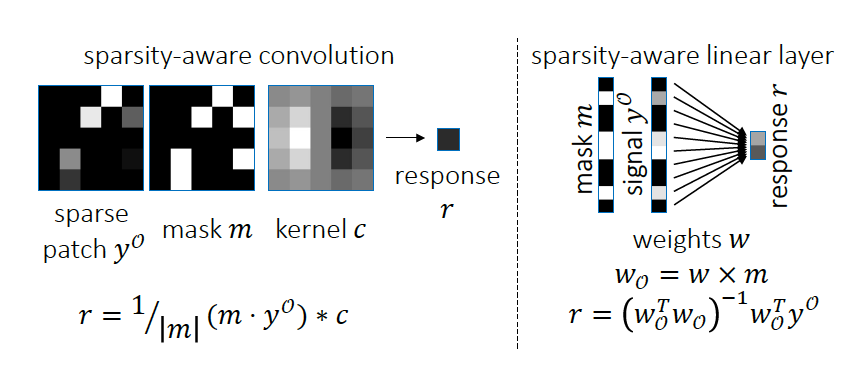 sparsity-aware convolution
sparse
patch y^𝒪
mask m
kernel c
response
r
r = 1/|m| (m · y^𝒪) ∗ c
sparsity-aware linear layer
mask m
signal y^𝒪
response r
weights w
w_𝒪 = w × m
r = (w_𝒪^T w_𝒪)^−1 w_𝒪^T y^𝒪